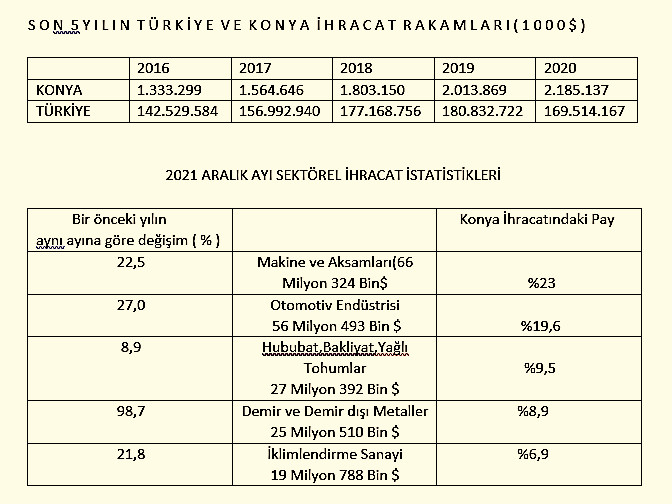 SON 5YILIN TÜRKİYE VE KONYA İHRACAT RAKAMLARI(1000$)
2016 2017 2018 2019 2020
KONYA 1.333.299 1.564.646 1.803.150 2.013.869 2.185.137
TÜRKİYE 142.529.584 156.992.940 177.168.756 180.832.722 169.514.167
2021 ARALIK AYI SEKTÖREL İHRACAT İSTATİSTİKLERİ
Bir önceki yılın Konya İhracatındaki Pay
aynı ayına göre değişim ( % )
22,5 Makine ve Aksamları(66
Milyon 324 Bin$ %23
27,0 Otomotiv Endüstrisi
56 Milyon 493 Bin $ %19,6
8,9 Hububat,Bakliyat,Yağlı
Tohumlar %9,5
27 Milyon 392 Bin $
98,7 Demir ve Demir dışı Metaller %8,9
25 Milyon 510 Bin $
21,8 İklimlendirme Sanayi %6,9
19 Milyon 788 Bin $